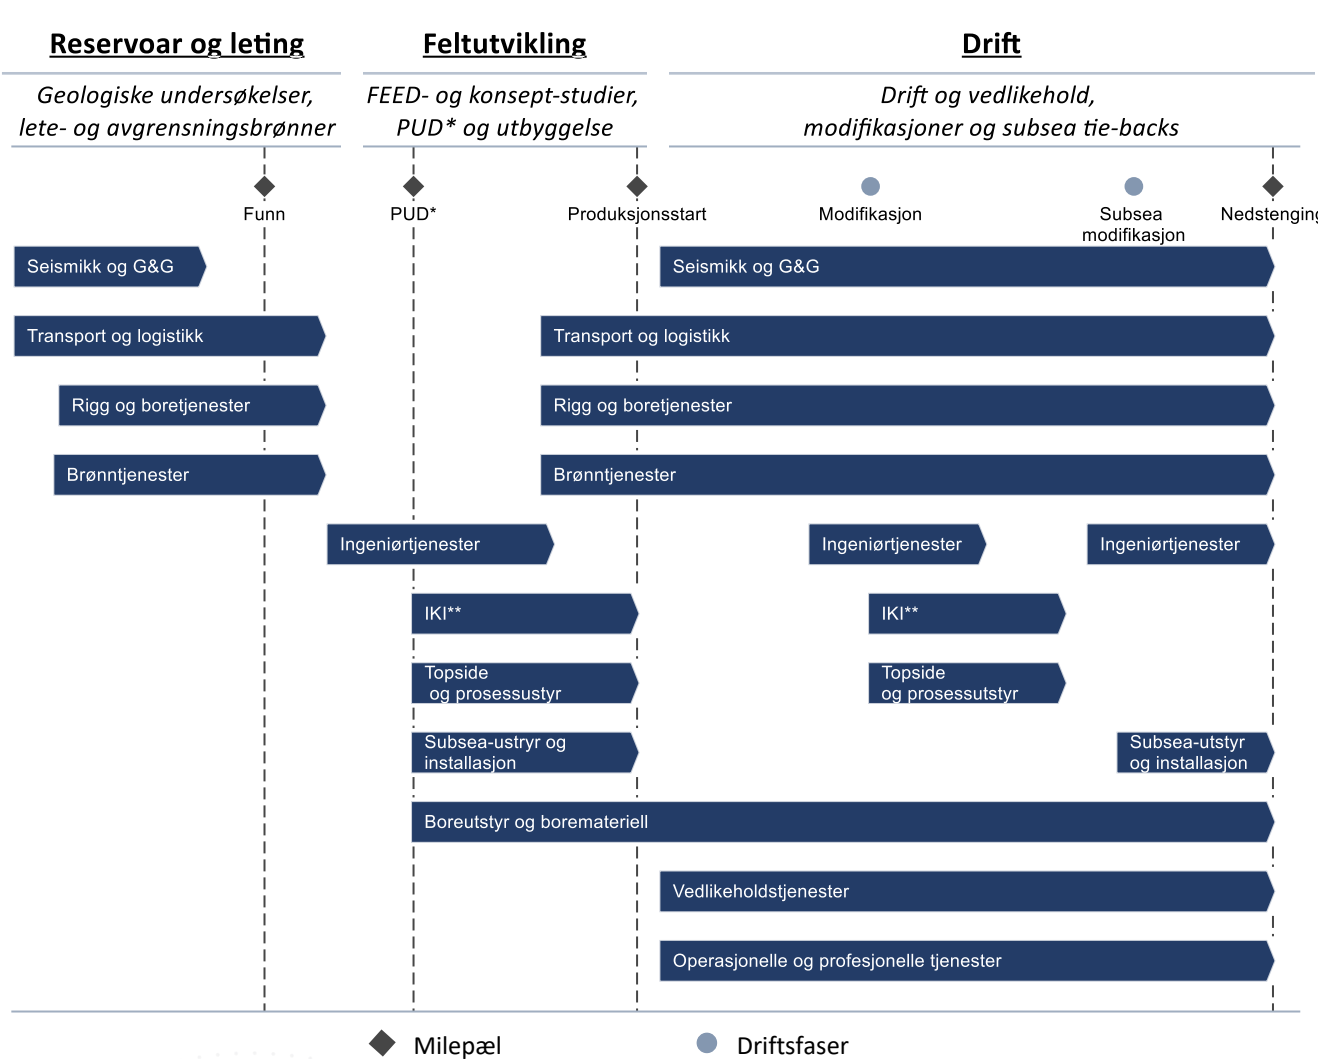 Reservoar og leting
Feltutvikling
Drift
Geologiske undersøkelser,
lete- og avgrensningsbrønner
FEED- og konsept-studier,
PUD* og utbyggelse
Drift og vedlikehold,
modifikasjoner og subsea tie-backs
Funn
PUD*
Produksjonsstart
Modifikasjon
Subsea
modifikasjon
Nedstenging
Seismikk og G&G
Seismikk og G&G
Transport og logistikk
Transport og logistikk
Rigg og boretjenester
Rigg og boretjenester
Brønntjenester
Brønntjenester
Ingeniørtjenester
Ingeniørtjenester
Ingeniørtjenester
IKI**
IKI**
Topside
og prosessustyr
Topside
og prosessutstyr
Subsea-ustryr og
installasjon
Subsea-utstyr
og installasjon
Boreutstyr og boremateriell
Vedlikeholdstjenester
Operasjonelle og profesjonelle tjenester
Milepæl
Driftsfaser